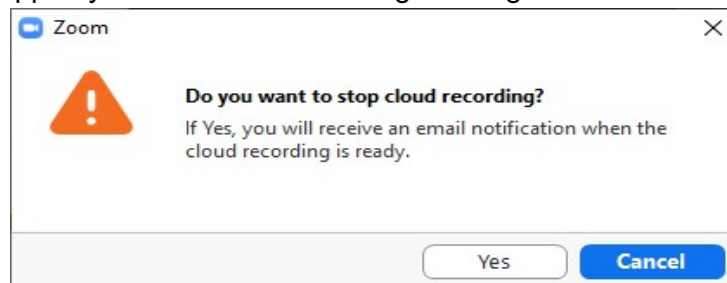 Zoom
Do you want to stop cloud recording?
If Yes, you will receive an email notification when the
cloud recording is ready.
Yes
Cancel